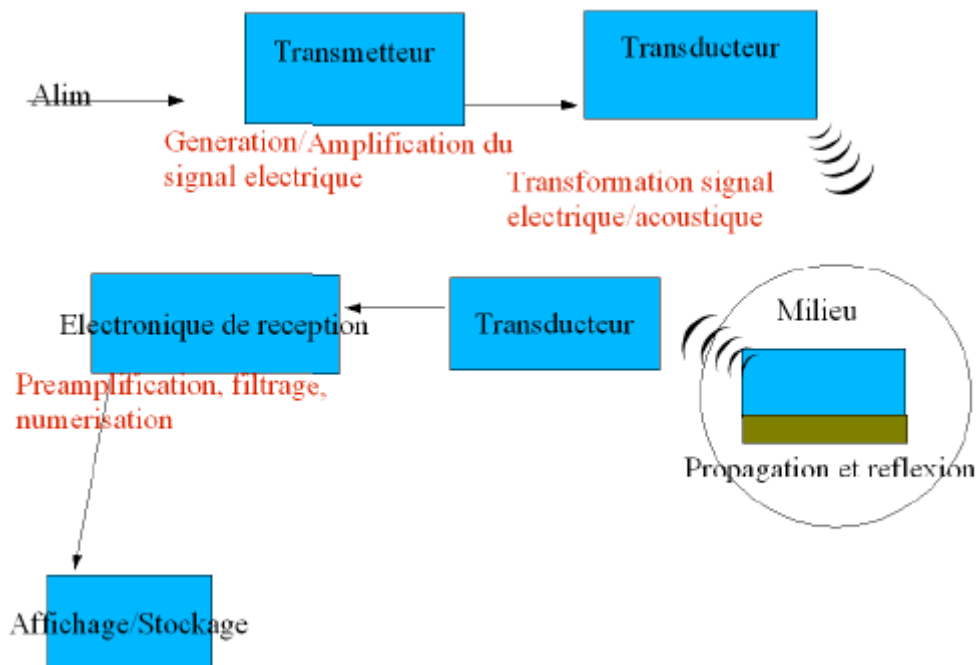 Transmetteur
Transducteur
Alim
Generation/Amplification du
signal electrique
Transformation signal
electrique/acoustique
Milieu
Electronique de reception
Transducteur
Preamplification, filtrage,
numerisation
Propagation et reflexion
Affichage/Stockage